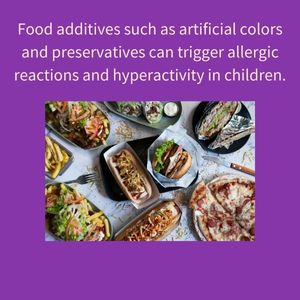 Food additives such as artificial colors
and preservatives can trigger allergic
reactions and hyperactivity in children.